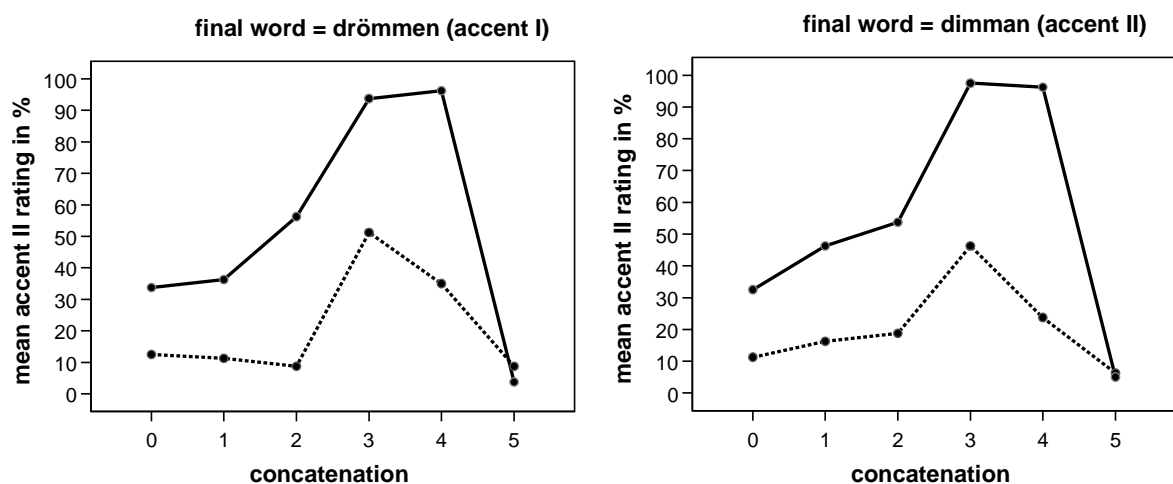 final word = drömmen (accent I)
mean accent II rating in %
100
90
80
70
60
50
40
30
20
10
0
0 1 2 3 4 5
concatenation
final word = dimman (accent II)
mean accent II rating in %
100
90
80
70
60
50
40
30
20
10
0
0 1 2 3 4 5
concatenation